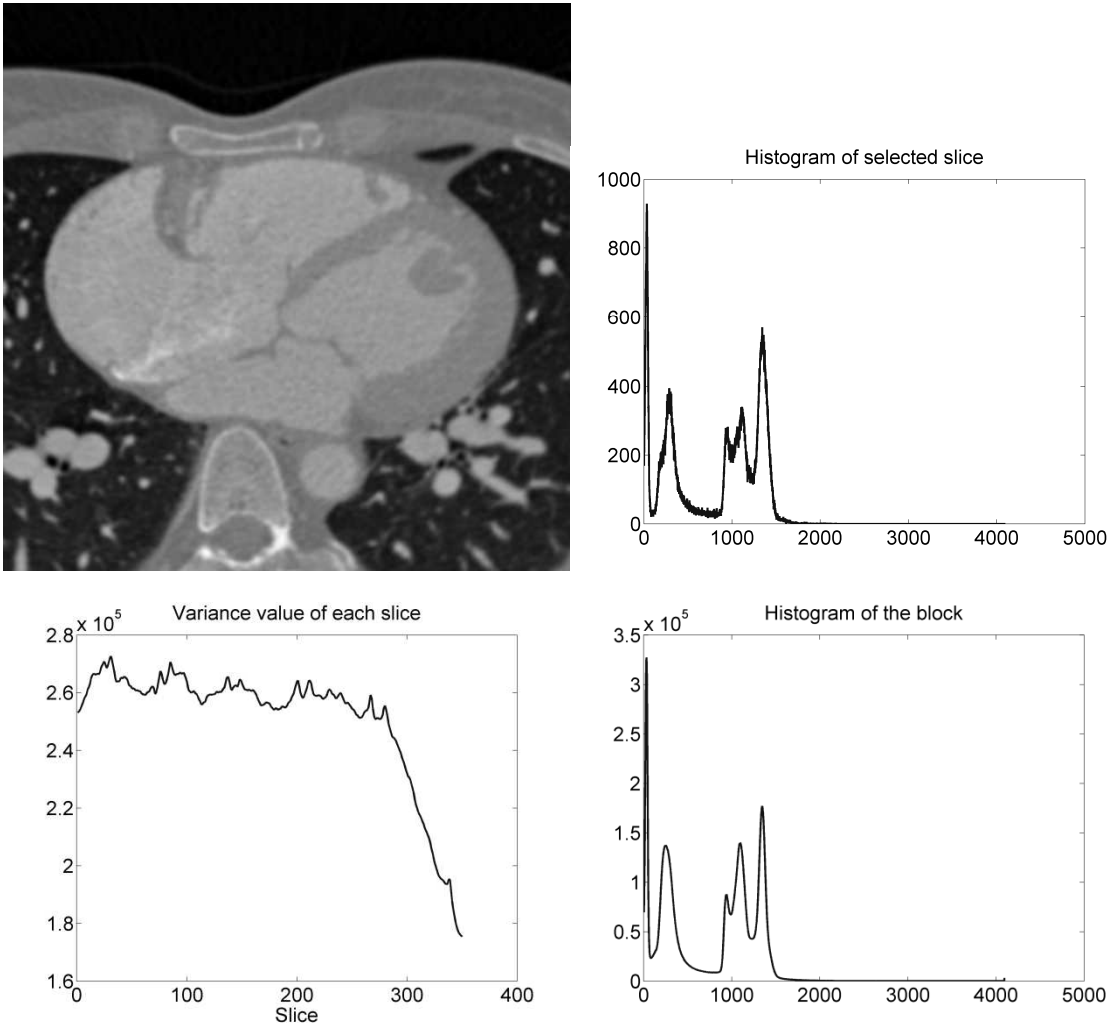 Histogram of selected slice
1000
800
600
400
200
0
0 1000 2000 3000 4000 5000
Variance value of each slice
x 10^5
2.8
2.6
2.4
2.2
2
1.8
1.6
0 100 200 300 400
Slice
Histogram of the block
x 10^5
3.5
3
2.5
2
1.5
1
0.5
0
0 1000 2000 3000 4000 5000